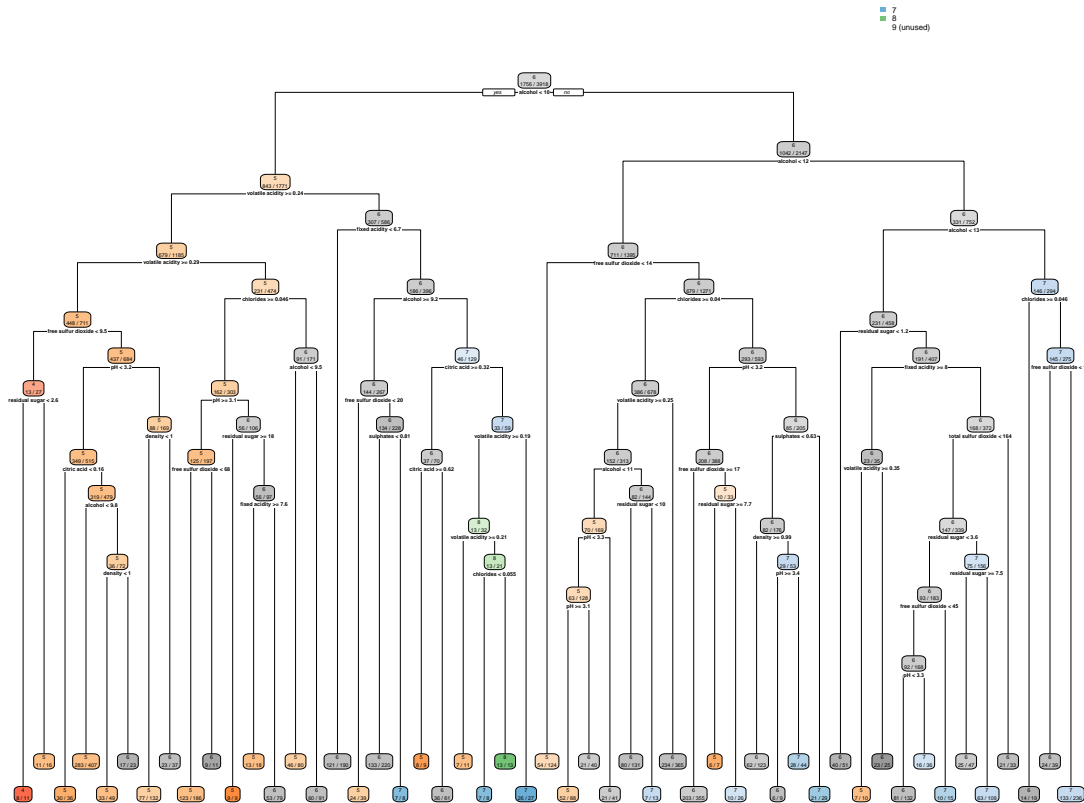 7
8
9 (unused)
6
1756 / 3918
yes
alcohol < 10
no
6
1042 / 2147
alcohol < 12
5
843 / 1771
volatile acidity >= 0.24
6
307 / 586
fixed acidity < 6.7
6
331 / 752
alcohol < 13
5
679 / 1185
volatile acidity >= 0.29
6
711 / 1395
free sulfur dioxide < 14
5
231 / 474
chlorides >= 0.046
6
186 / 396
alcohol >= 9.2
6
679 / 1271
chlorides >= 0.04
7
146 / 294
chlorides >= 0.046
5
448 / 711
free sulfur dioxide < 9.5
6
231 / 458
residual sugar < 1.2
5
437 / 684
pH < 3.2
6
91 / 171
alcohol < 9.5
7
46 / 129
citric acid >= 0.32
6
293 / 593
pH < 3.2
6
191 / 407
fixed acidity >= 8
7
145 / 275
free sulfur dioxide <
4
13 / 27
residual sugar < 2.6
5
162 / 303
pH >= 3.1
6
144 / 267
free sulfur dioxide < 20
6
386 / 678
volatile acidity >= 0.25
5
88 / 169
density < 1
6
56 / 106
residual sugar >= 18
6
134 / 228
sulphates < 0.81
7
33 / 59
volatile acidity >= 0.19
6
85 / 205
sulphates < 0.63
6
168 / 372
total sulfur dioxide < 164
5
349 / 515
citric acid < 0.16
5
125 / 197
free sulfur dioxide < 68
6
37 / 70
citric acid >= 0.62
6
152 / 313
alcohol < 11
6
208 / 388
free sulfur dioxide >= 17
6
23 / 35
volatile acidity >= 0.35
5
319 / 479
alcohol < 9.8
6
56 / 97
fixed acidity >= 7.6
6
82 / 144
residual sugar < 10
5
10 / 33
residual sugar >= 7.7
8
13 / 32
volatile acidity >= 0.21
5
70 / 169
pH < 3.3
6
82 / 176
density >= 0.99
6
147 / 339
residual sugar < 3.6
5
36 / 72
density < 1
8
13 / 21
chlorides < 0.055
7
29 / 53
pH >= 3.4
7
75 / 156
residual sugar >= 7.5
5
63 / 128
pH >= 3.1
6
93 / 183
free sulfur dioxide < 45
6
92 / 168
pH < 3.3
5
11 / 16
5
283 / 407
6
17 / 23
6
23 / 37
6
9 / 11
5
13 / 18
5
46 / 80
6
121 / 190
5
24 / 39
6
133 / 220
5
8 / 9
5
7 / 11
8
13 / 13
5
54 / 124
6
21 / 40
6
80 / 131
6
234 / 365
5
6 / 7
6
62 / 123
7
28 / 44
6
40 / 51
6
23 / 25
7
16 / 36
6
25 / 47
6
21 / 33
6
24 / 39
4
8 / 11
5
30 / 36
5
33 / 49
5
77 / 132
5
123 / 186
5
9 / 9
6
53 / 79
6
60 / 91
7
7 / 8
6
36 / 61
7
7 / 8
7
26 / 27
5
52 / 88
6
21 / 41
7
7 / 13
6
203 / 355
7
10 / 26
6
6 / 9
7
21 / 29
5
7 / 10
6
81 / 132
7
10 / 15
7
63 / 109
6
14 / 19
7
133 / 236